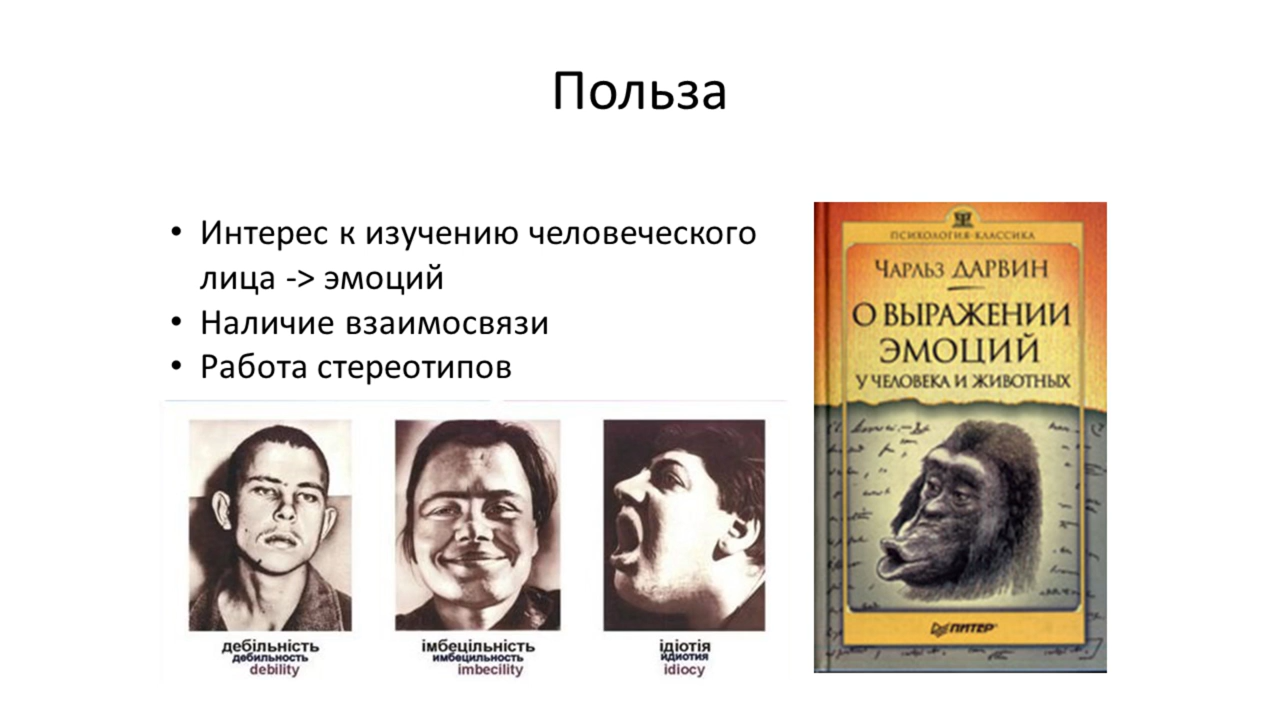 Польза
• Интерес к изучению человеческого
лица -> эмоций
• Наличие взаимосвязи
• Работа стереотипов
дебільність
дебильность
debility
імбецільність
имбецильность
imbecility
ідіотія
идиотия
idiocy
ПСИХОЛОГИЯ-КЛАССИКА
ЧАРЛЬЗ ДАРВИН
О ВЫРАЖЕНИИ
ЭМОЦИЙ
У ЧЕЛОВЕКА И ЖИВОТНЫХ
ПИТЕР